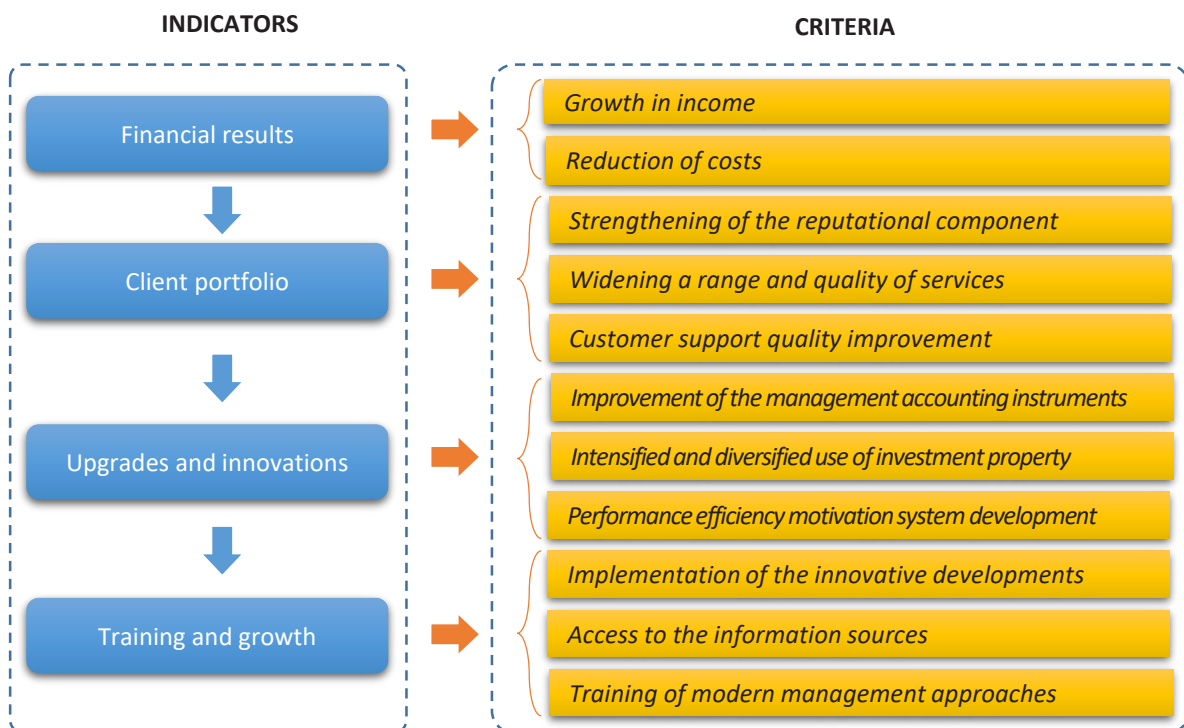 INDICATORS
CRITERIA
Financial results
Growth in income
Reduction of costs
Client portfolio
Strengthening of the reputational component
Widening a range and quality of services
Customer support quality improvement
Upgrades and innovations
Improvement of the management accounting instruments
Intensified and diversified use of investment property
Performance efficiency motivation system development
Training and growth
Implementation of the innovative developments
Access to the information sources
Training of modern management approaches